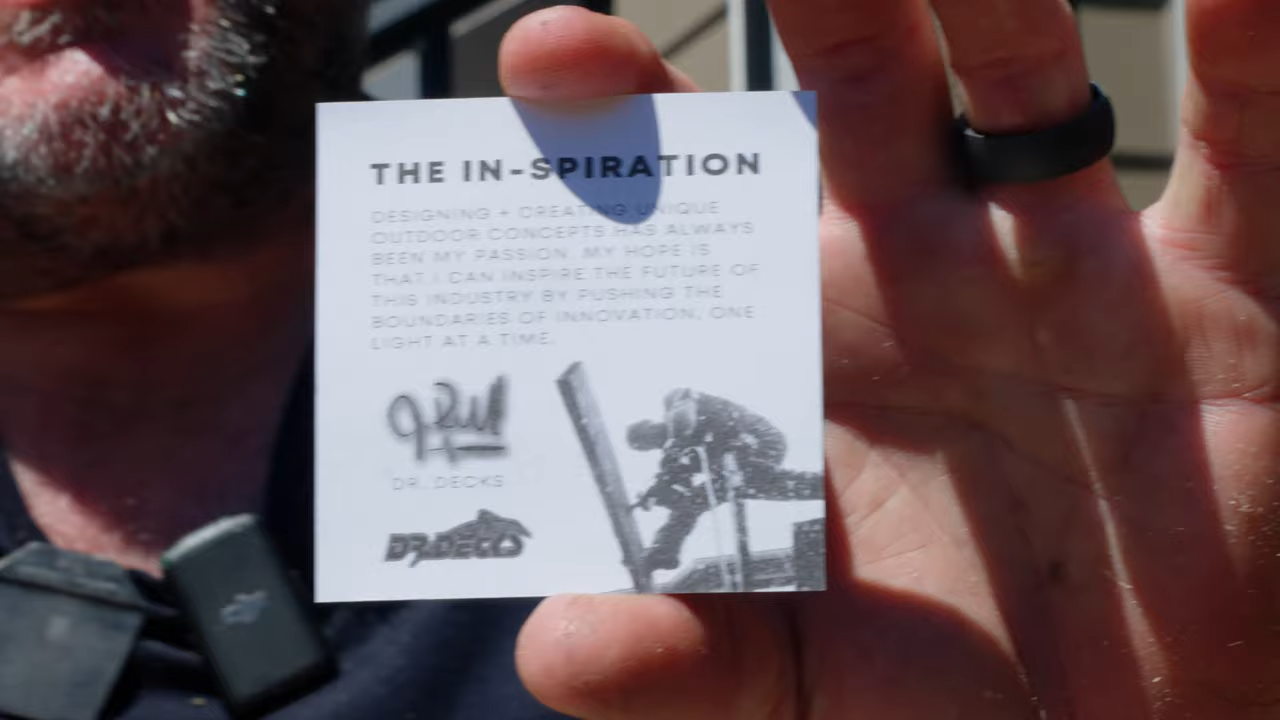 THE IN-SPIRATION
DESIGNING + CREATING UNIQUE
OUTDOOR CONCEPTS HAS ALWAYS
BEEN MY PASSION. MY HOPE IS
THAT I CAN INSPIRE THE FUTURE OF
THIS INDUSTRY BY PUSHING THE
BOUNDARIES OF INNOVATION, ONE
LIGHT AT A TIME.
DR. DECKS
DR.DECKS